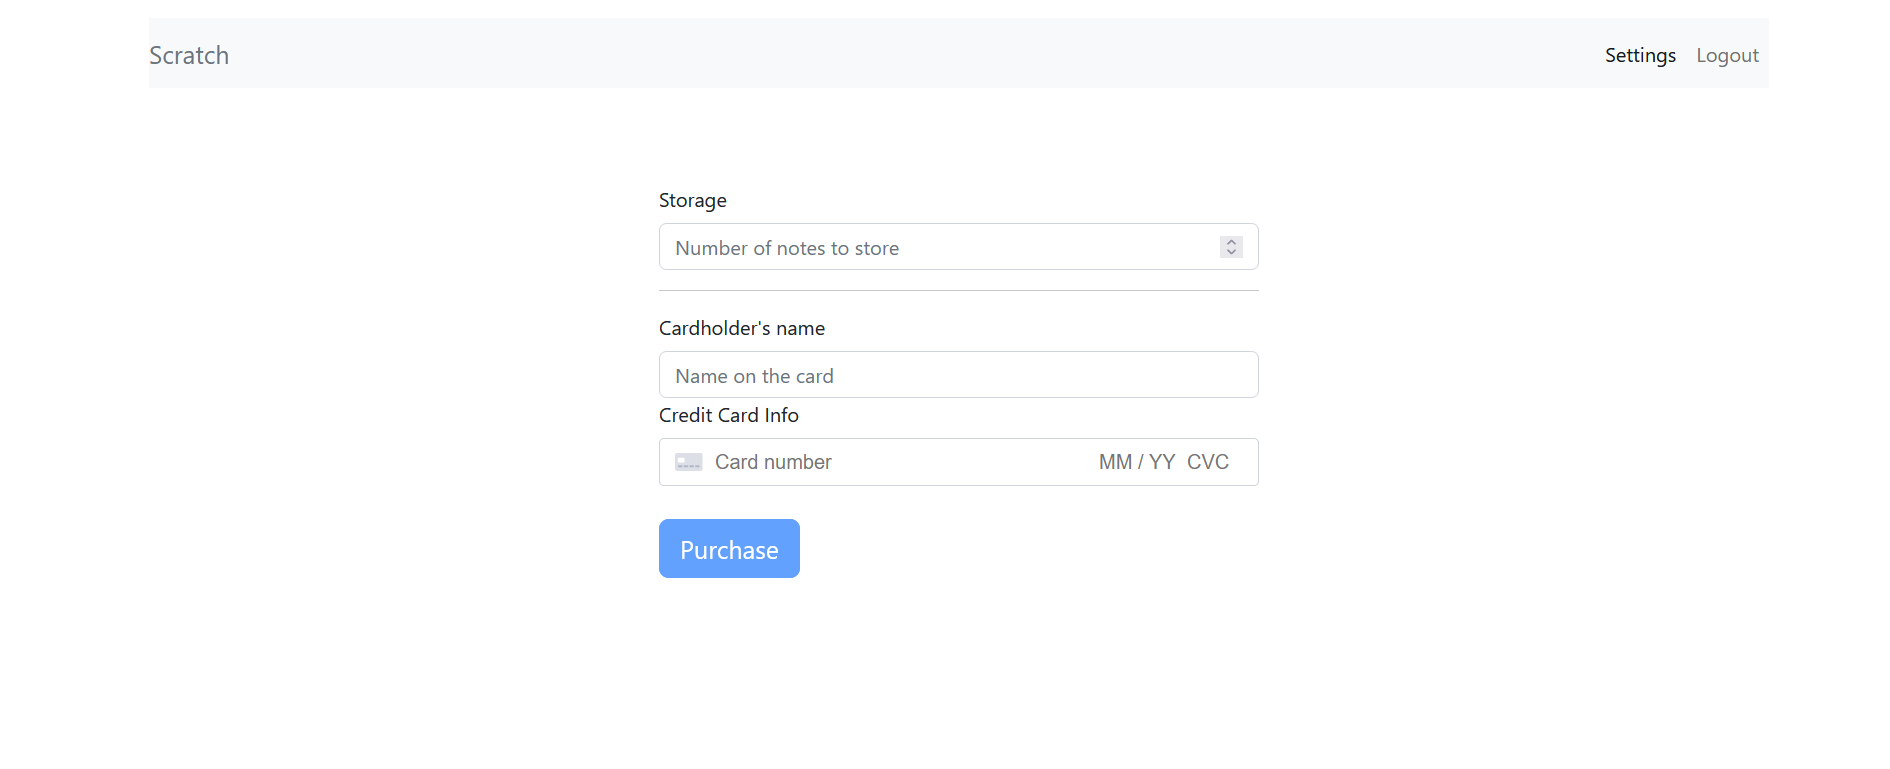 Scratch Settings Logout
Storage
Number of notes to store
Cardholder's name
Name on the card
Credit Card Info
Card number MM / YY CVC
Purchase